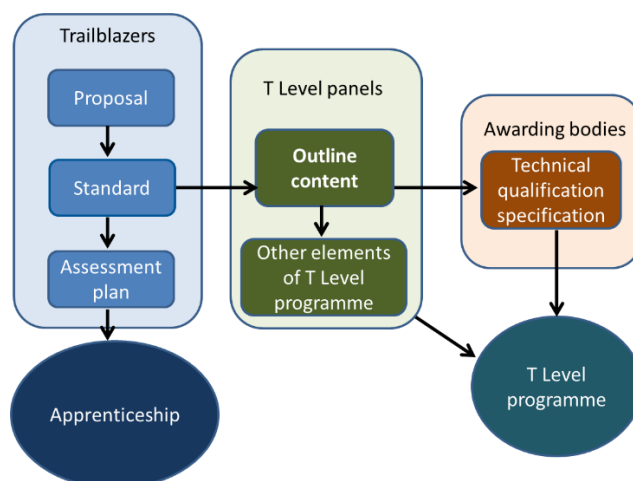 Trailblazers
Proposal
Standard
Assessment
plan
Apprenticeship
T Level panels
Outline
content
Other elements
of T Level
programme
Awarding bodies
Technical
qualification
specification
T Level
programme